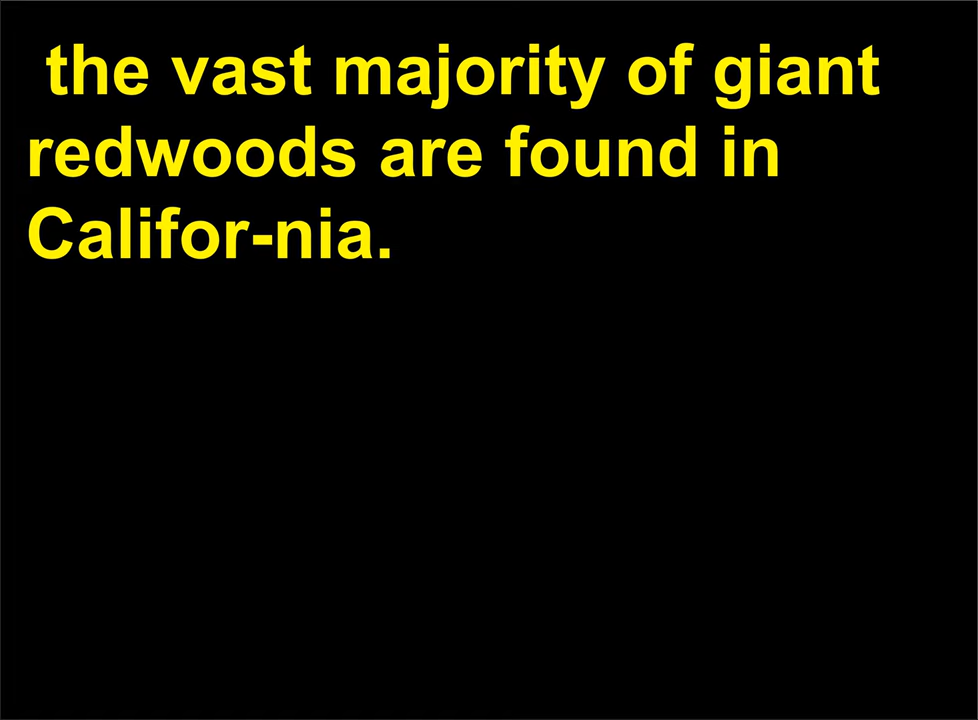 the vast majority of giant
redwoods are found in
Califor-nia.